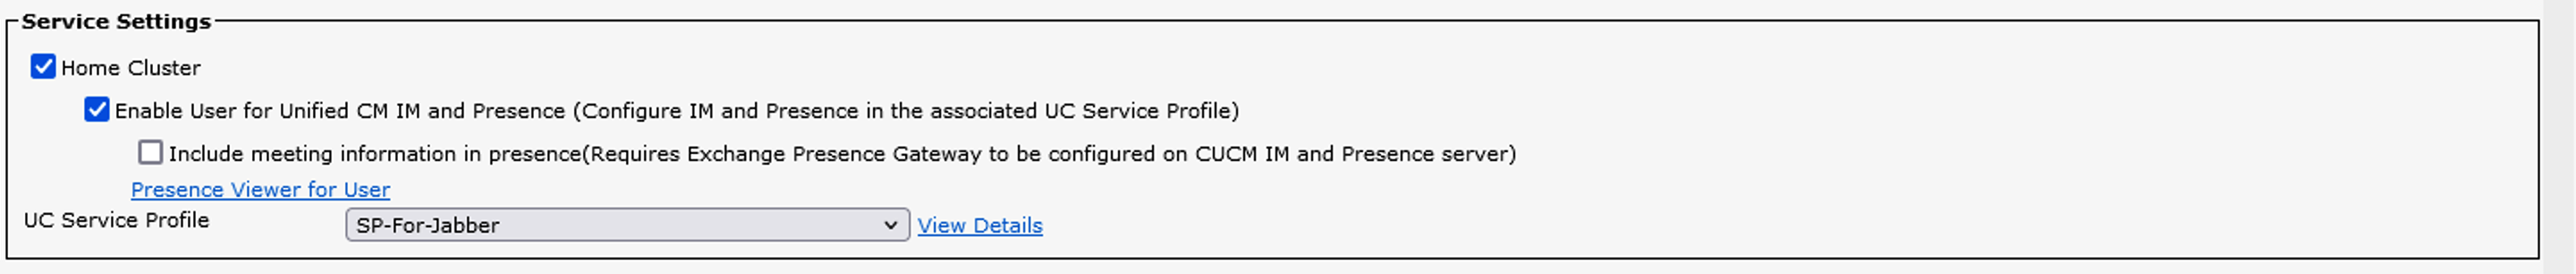 Service Settings
Home Cluster
Enable User for Unified CM IM and Presence (Configure IM and Presence in the associated UC Service Profile)
Include meeting information in presence(Requires Exchange Presence Gateway to be configured on CUCM IM and Presence server)
Presence Viewer for User
UC Service Profile SP-For-Jabber View Details